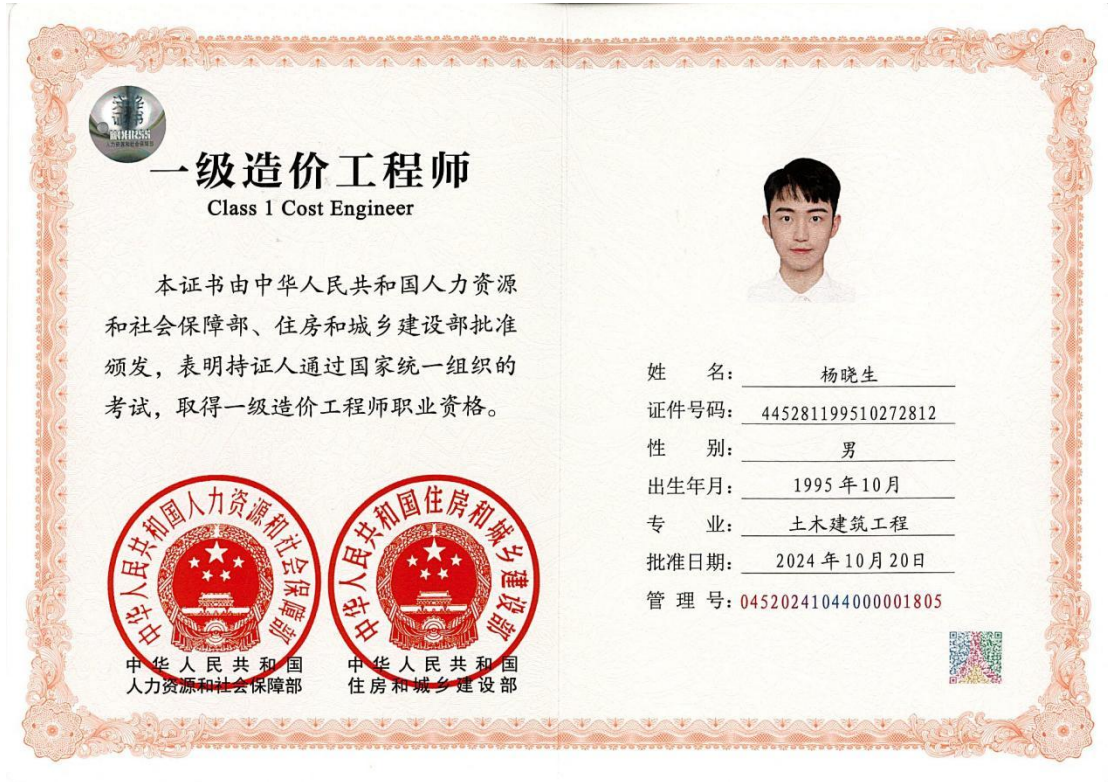 一级造价工程师
Class 1 Cost Engineer
本证书由中华人民共和国人力资源
和社会保障部、住房和城乡建设部批准
颁发，表明持证人通过国家统一组织的
考试，取得一级造价工程师职业资格。
中华人民共和国人力资源和社会保障部
中华人民共和国住房和城乡建设部
中华人民共和国
人力资源和社会保障部
中华人民共和国
住房和城乡建设部
姓 名：杨晓生
证件号码：445281199510272812
性 别：男
出生年月：1995年10月
专 业：土木建筑工程
批准日期：2024年10月20日
管 理 号：04520241044000001805